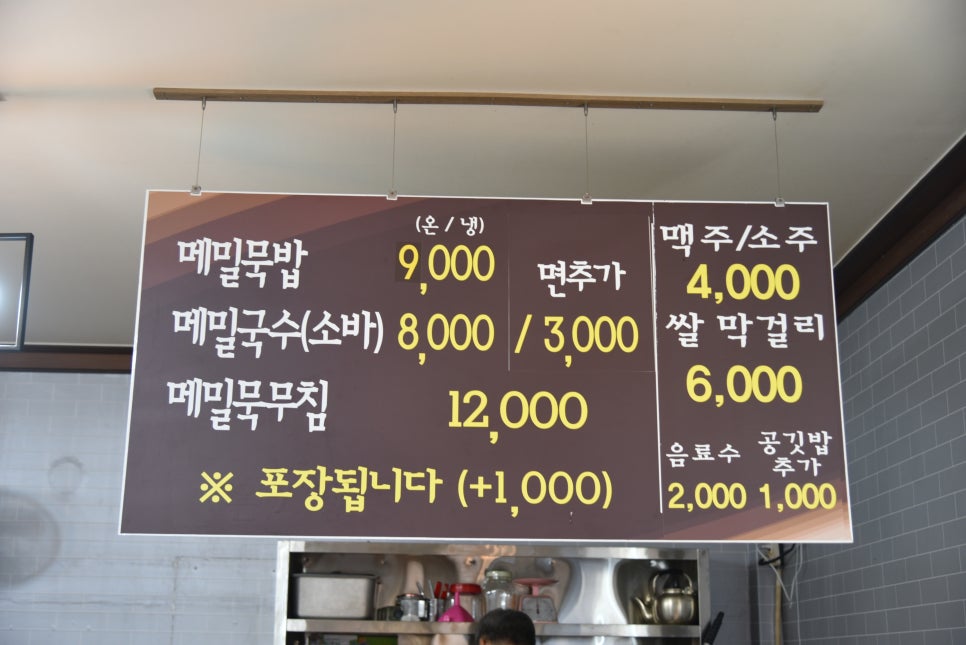 (온/냉)
메밀묵밥 9,000
면추가
메밀국수(소바) 8,000 / 3,000
메밀묵무침 12,000
※ 포장됩니다 (+1,000)
맥주/소주
4,000
쌀 막걸리
6,000
음료수 공깃밥
추가
2,000 1,000